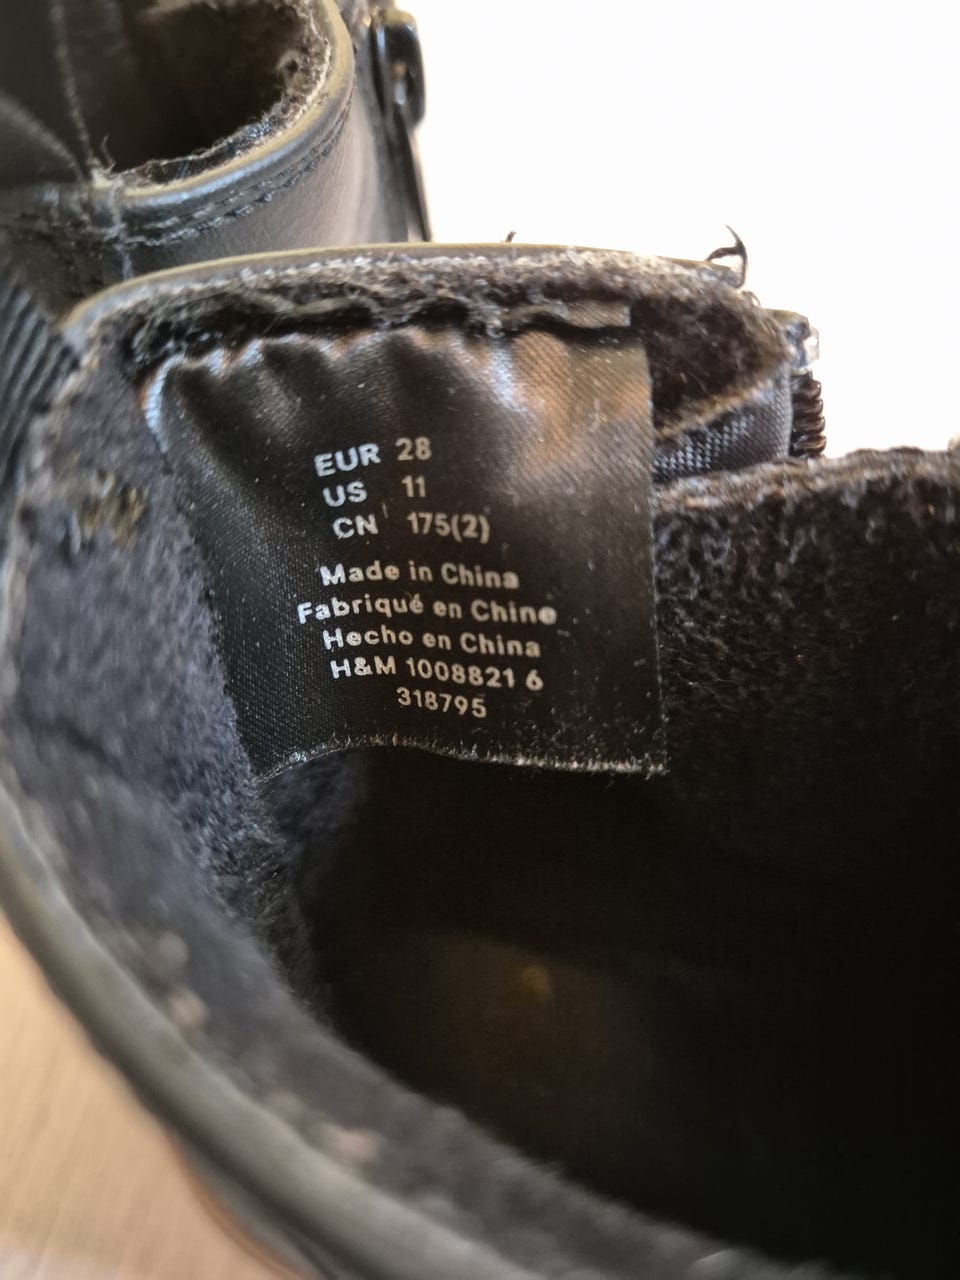 EUR 28
US 11
CN 175(2)
Made in China
Fabriqué en Chine
Hecho en China
H&M 1008821 6
318795